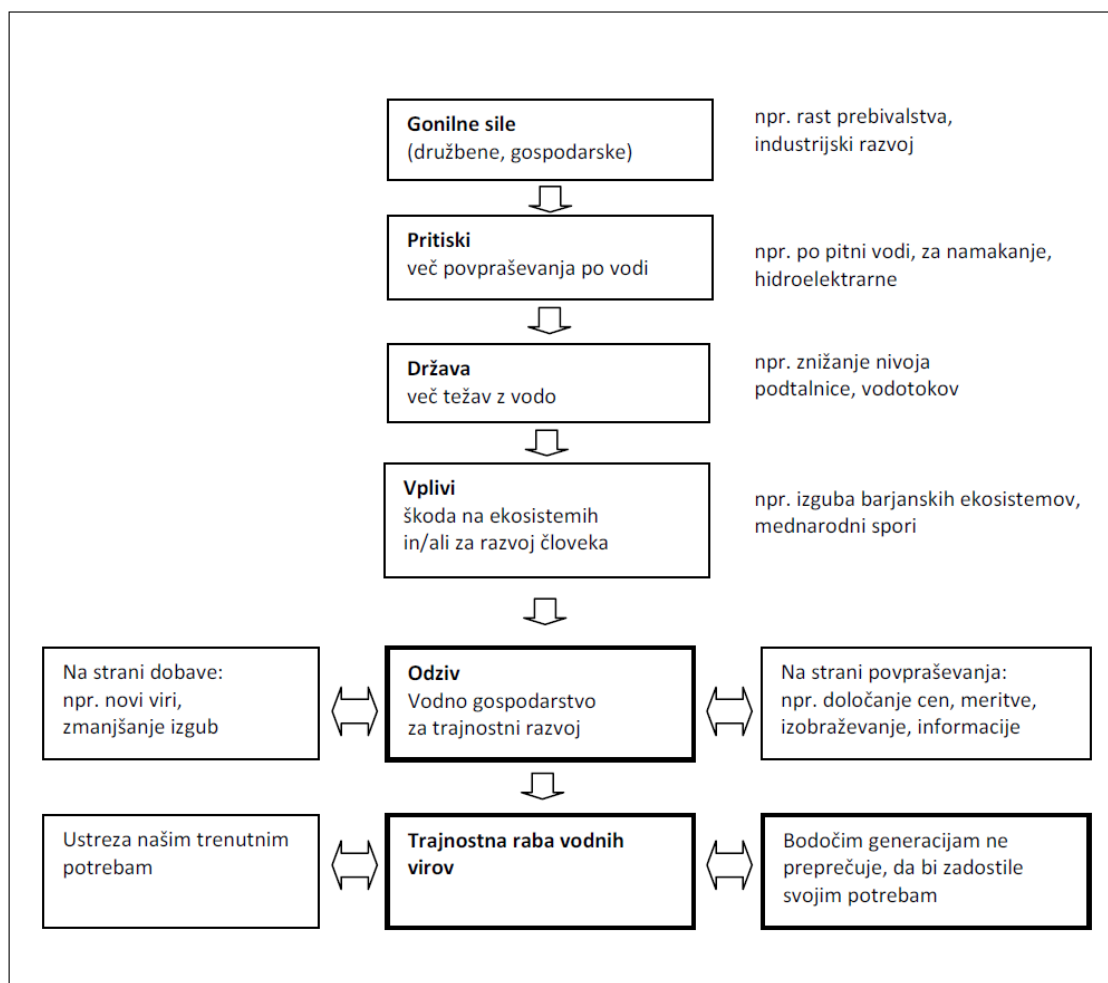 Gonilne sile
(družbene, gospodarske)
npr. rast prebivalstva,
industrijski razvoj
Pritiski
več povpraševanja po vodi
npr. po pitni vodi, za namakanje,
hidroelektrarne
Država
več težav z vodo
npr. znižanje nivoja
podtalnice, vodotokov
Vplivi
škoda na ekosistemih
in/ali za razvoj človeka
npr. izguba barjanskih ekosistemov,
mednarodni spori
Na strani dobave:
npr. novi viri,
zmanjšanje izgub
Odziv
Vodno gospodarstvo
za trajnostni razvoj
Na strani povpraševanja:
npr. določanje cen, meritve,
izobraževanje, informacije
Ustreza našim trenutnim
potrebam
Trajnostna raba vodnih
virov
Bodočim generacijam ne
preprečuje, da bi zadostile
svojim potrebam